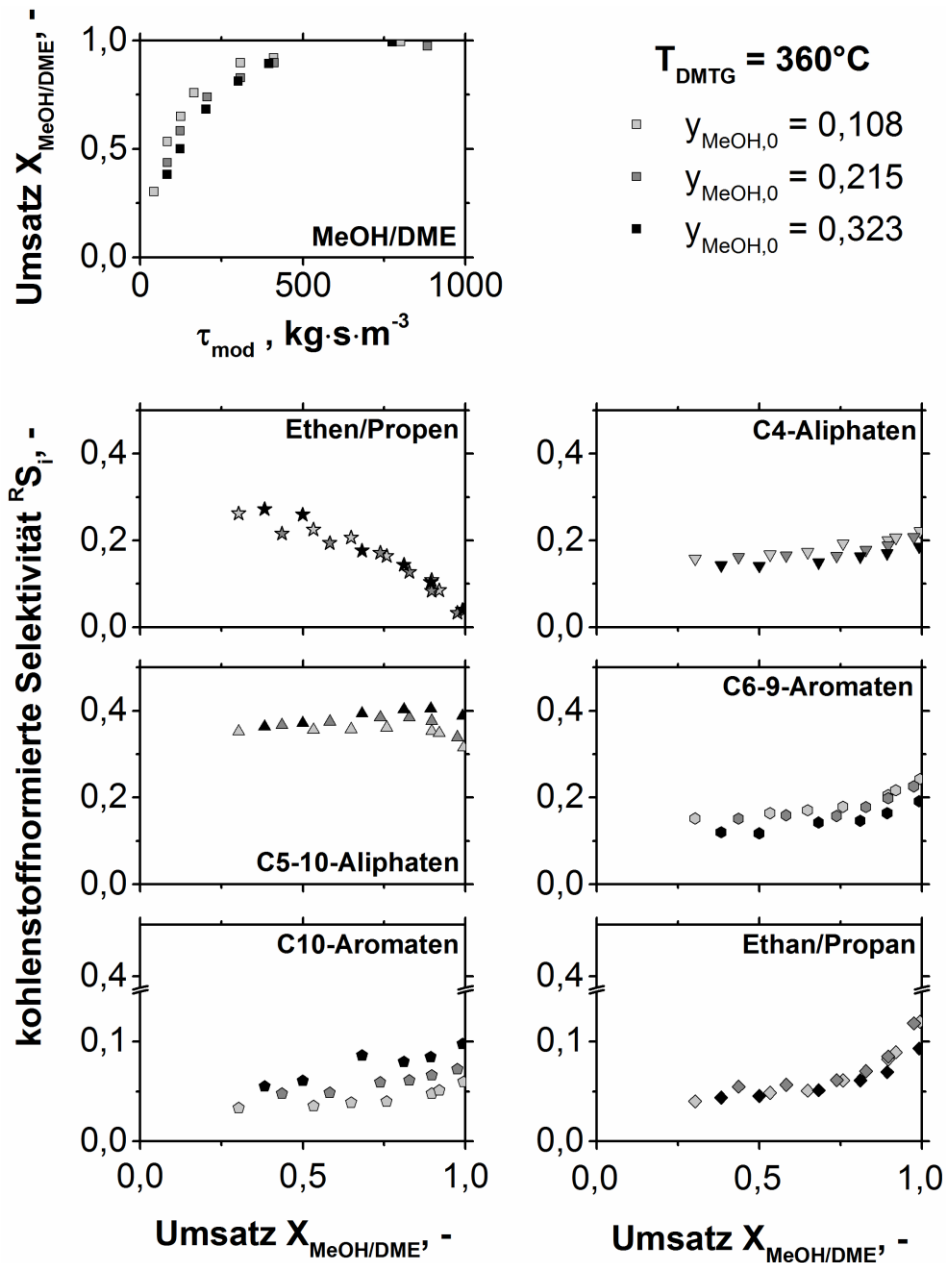 Umsatz X_MeOH/DME, -
1,0
0,5
0,0
MeOH/DME
0 500 1000
τ_mod , kg·s·m⁻³
T_DMTG = 360°C
y_MeOH,0 = 0,108
y_MeOH,0 = 0,215
y_MeOH,0 = 0,323
kohlenstoffnormierte Selektivität ᴿS_i, -
Ethen/Propen
0,4
0,2
0,0
C4-Aliphaten
0,4
0,2
0,0
C5-10-Aliphaten
0,4
0,2
0,0
C6-9-Aromaten
0,4
0,2
0,0
C10-Aromaten
0,4
0,1
0,0
0,0 0,5 1,0
Umsatz X_MeOH/DME, -
Ethan/Propan
0,4
0,1
0,0
0,0 0,5 1,0
Umsatz X_MeOH/DME, -